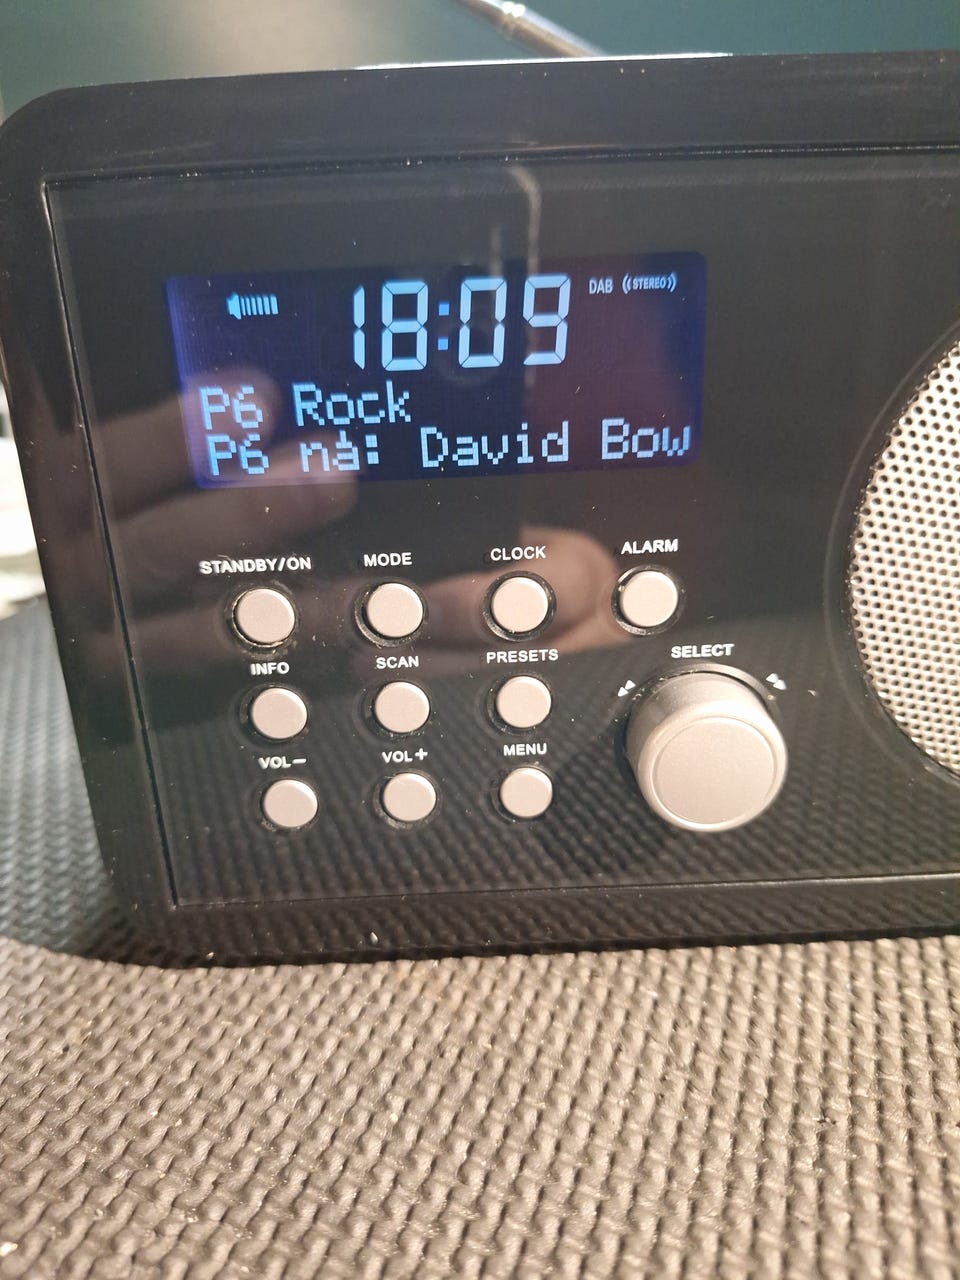 18:09
DAB ((STEREO))
P6 Rock
P6 nå: David Bow
STANDBY/ON MODE CLOCK ALARM
INFO SCAN PRESETS SELECT
VOL− VOL+ MENU